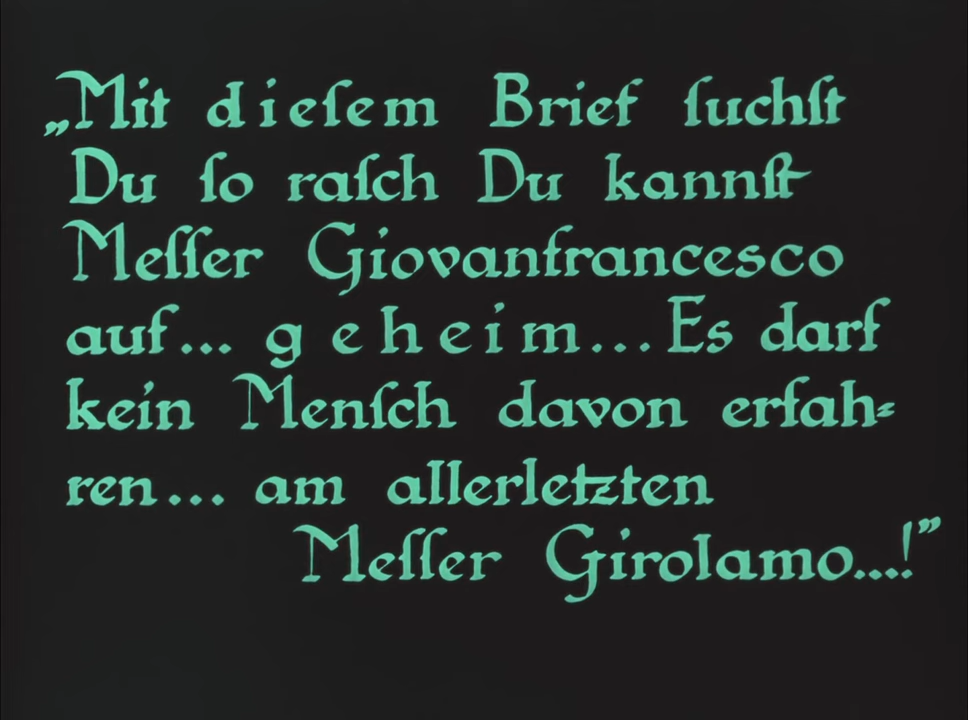 „Mit dieſem Brief ſuchſt
Du ſo raſch Du kannſt
Meſſer Giovanfrancesco
auf... geheim... Es darf
kein Menſch davon erfah⸗
ren... am allerletzten
Meſſer Girolamo...!”